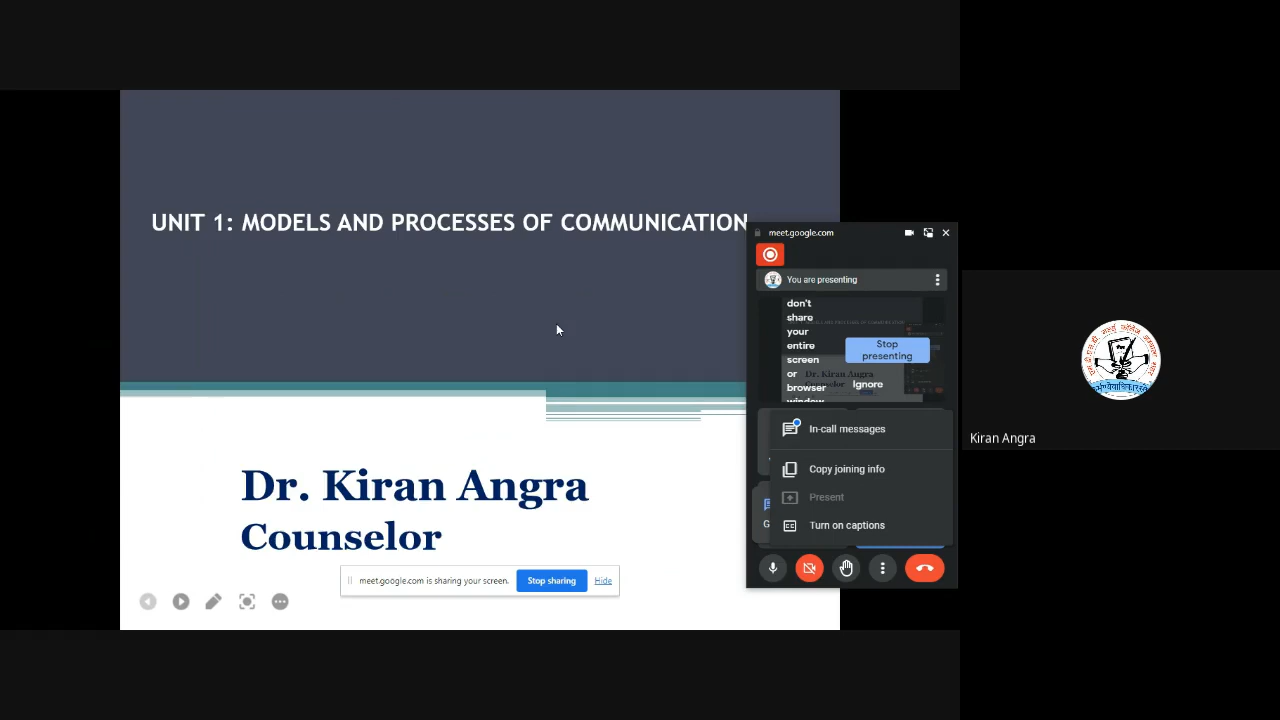 UNIT 1: MODELS AND PROCESSES OF COMMUNICATION
Dr. Kiran Angra
Counselor
meet.google.com is sharing your screen.
Stop sharing
Hide
meet.google.com
You are presenting
don't
share
your
entire
screen
or
browser
window
Stop
presenting
Ignore
In-call messages
Copy joining info
Present
Turn on captions
G
Kiran Angra